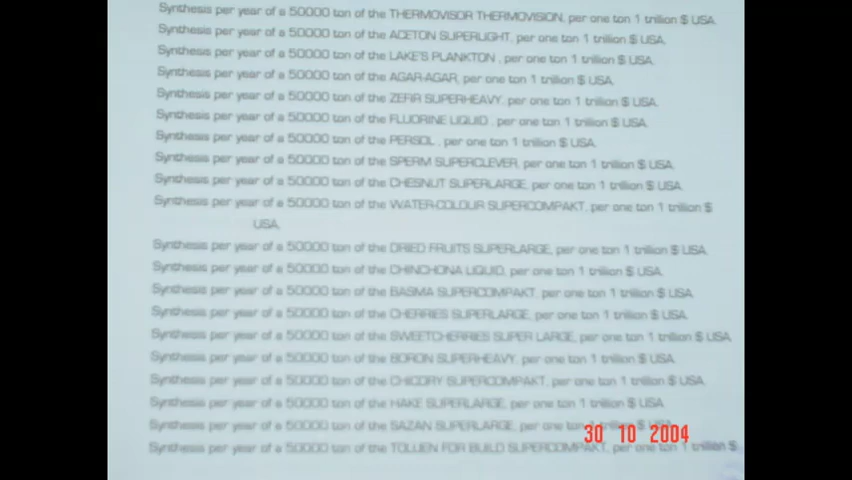 Synthesis per year of a 50000 ton of the THERMOVISOR THERMOVISION, per one ton 1 trillion $ USA.
Synthesis per year of a 50000 ton of the ACETON SUPERLIGHT, per one ton 1 trillion $ USA.
Synthesis per year of a 50000 ton of the LAKE'S PLANKTON , per one ton 1 trillion $ USA.
Synthesis per year of a 50000 ton of the AGAR-AGAR, per one ton 1 trillion $ USA.
Synthesis per year of a 50000 ton of the ZEFIR SUPERHEAVY, per one ton 1 trillion $ USA.
Synthesis per year of a 50000 ton of the FLUORINE LIQUID , per one ton 1 trillion $ USA.
Synthesis per year of a 50000 ton of the PERSOL , per one ton 1 trillion $ USA.
Synthesis per year of a 50000 ton of the SPERM SUPERCLEVER, per one ton 1 trillion $ USA.
Synthesis per year of a 50000 ton of the CHESNUT SUPERLARGE, per one ton 1 trillion $ USA.
Synthesis per year of a 50000 ton of the WATER-COLOUR SUPERCOMPAKT, per one ton 1 trillion $
USA.
Synthesis per year of a 50000 ton of the DRIED FRUITS SUPERLARGE, per one ton 1 trillion $ USA.
Synthesis per year of a 50000 ton of the CHINCHONA LIQUID, per one ton 1 trillion $ USA.
Synthesis per year of a 50000 ton of the BASMA SUPERCOMPAKT, per one ton 1 trillion $ USA.
Synthesis per year of a 50000 ton of the CHERRIES SUPERLARGE, per one ton 1 trillion $ USA.
Synthesis per year of a 50000 ton of the SWEETCHERRIES SUPER LARGE, per one ton 1 trillion $ USA.
Synthesis per year of a 50000 ton of the BORON SUPERHEAVY, per one ton 1 trillion $ USA.
Synthesis per year of a 50000 ton of the CHICORY SUPERCOMPAKT, per one ton 1 trillion $ USA.
Synthesis per year of a 50000 ton of the HAKE SUPERLARGE, per one ton 1 trillion $ USA.
Synthesis per year of a 50000 ton of the SAZAN SUPERLARGE, per one ton 1 trillion $ USA.
Synthesis per year of a 50000 ton of the TOLUEN FOR BUILD SUPERCOMPAKT, per one ton 1 trillion $
30 10 2004